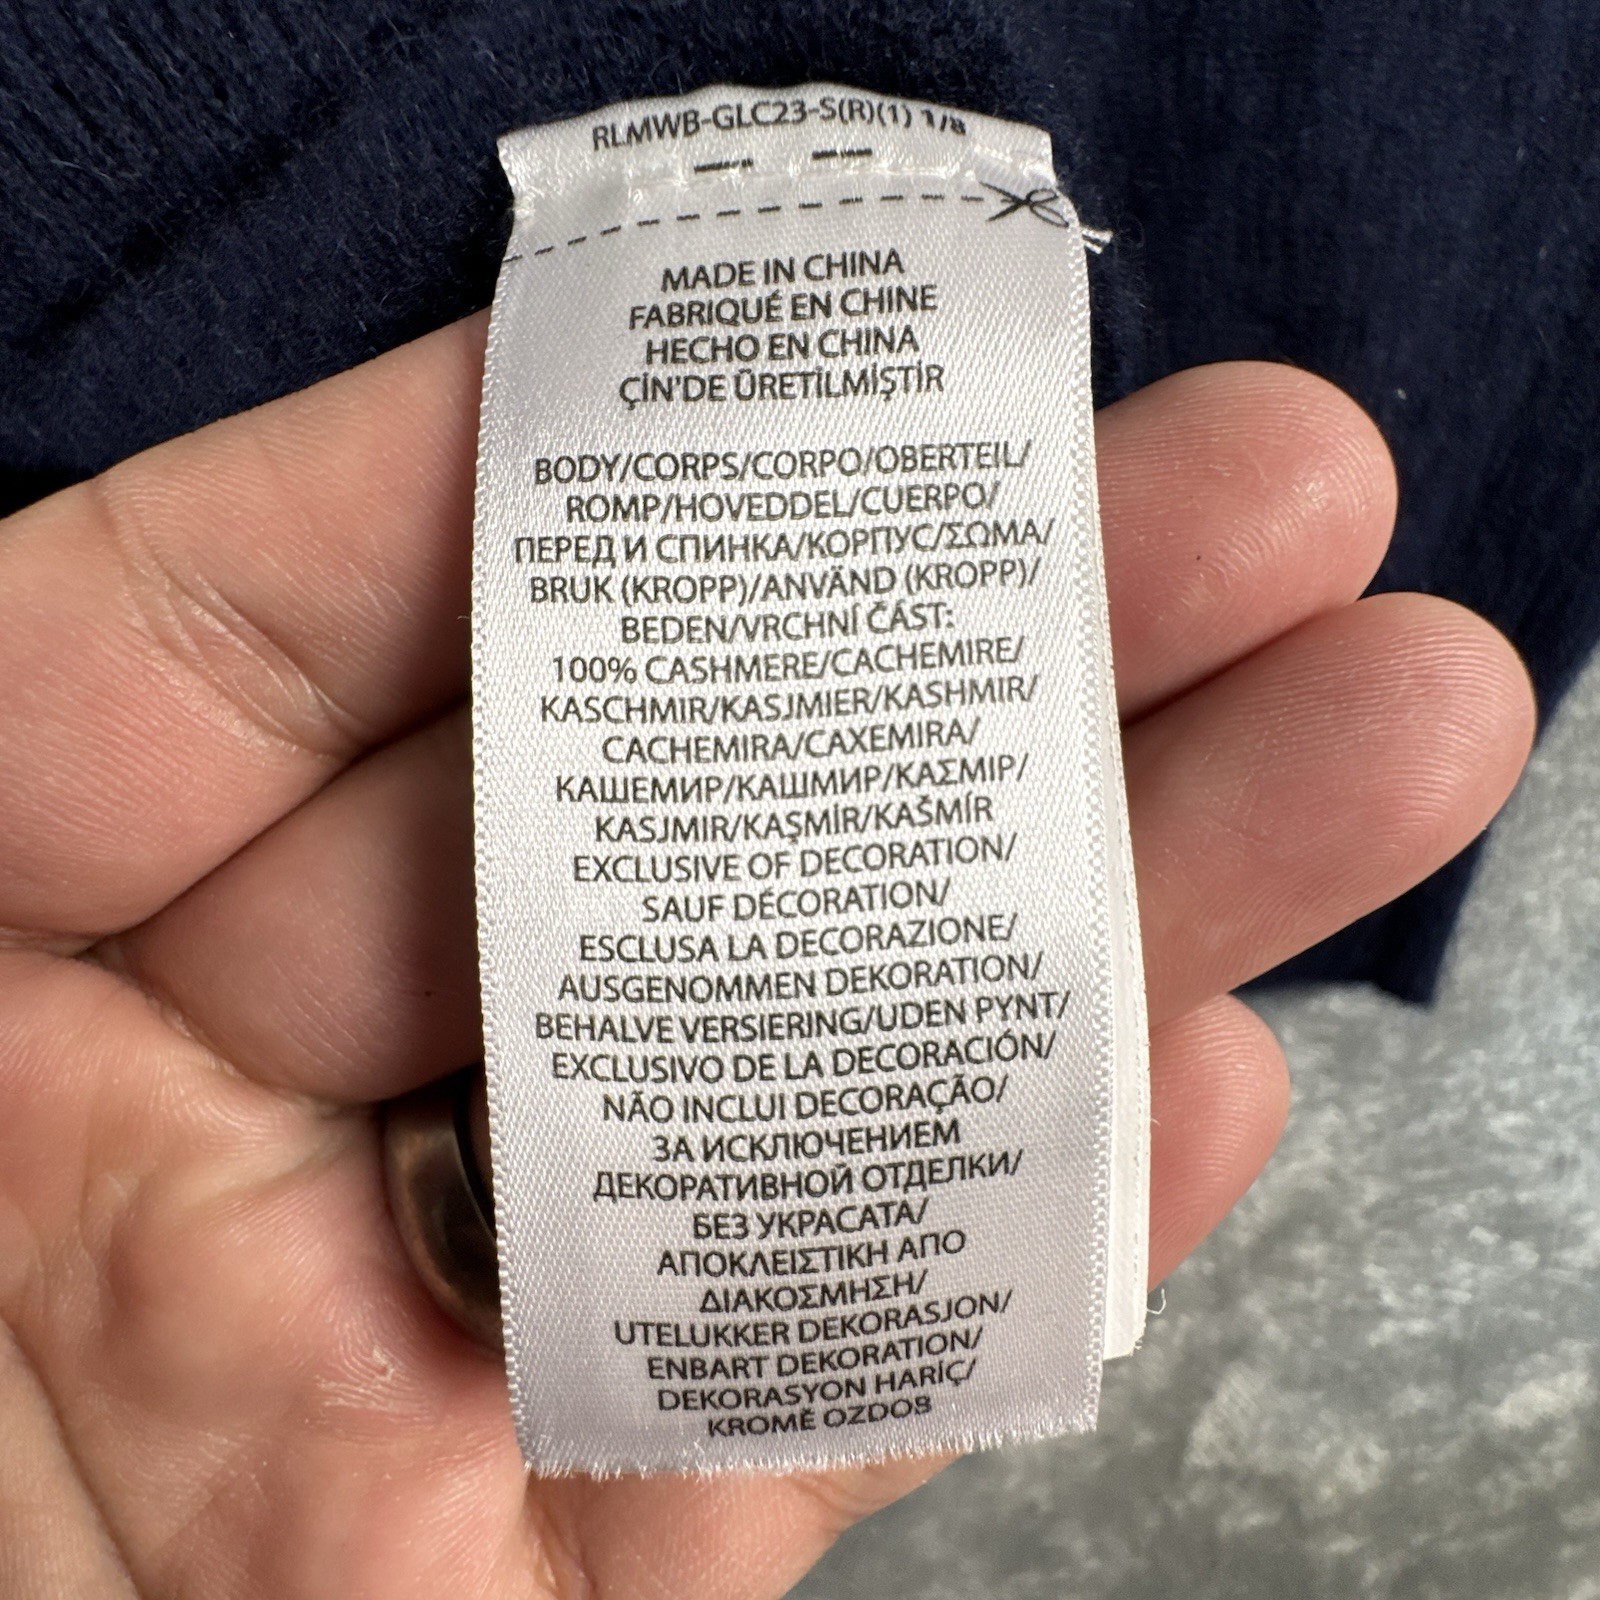 RLMWB-GLC23-S(R)(1) 1/8
MADE IN CHINA
FABRIQUÉ EN CHINE
HECHO EN CHINA
ÇİN'DE ÜRETİLMİŞTİR
BODY/CORPS/CORPO/OBERTEIL/
ROMP/HOVEDDEL/CUERPO/
ПЕРЕД И СПИНКА/КОРПУС/ΣΩΜΑ/
BRUK (KROPP)/ANVÄND (KROPP)/
BEDEN/VRCHNÍ ČÁST:
100% CASHMERE/CACHEMIRE/
KASCHMIR/KASJMIER/KASHMIR/
CACHEMIRA/CAXEMIRA/
КАШЕМИР/КАШМИР/ΚΑΣΜΙΡ/
KASJMIR/KAŞMİR/KAŠMÍR
EXCLUSIVE OF DECORATION/
SAUF DÉCORATION/
ESCLUSA LA DECORAZIONE/
AUSGENOMMEN DEKORATION/
BEHALVE VERSIERING/UDEN PYNT/
EXCLUSIVO DE LA DECORACIÓN/
NÃO INCLUI DECORAÇÃO/
ЗА ИСКЛЮЧЕНИЕМ
ДЕКОРАТИВНОЙ ОТДЕЛКИ/
БЕЗ УКРАСАТА/
ΑΠΟΚΛΕΙΣΤΙΚΗ ΑΠΟ
ΔΙΑΚΟΣΜΗΣΗ/
UTELUKKER DEKORASJON/
ENBART DEKORATION/
DEKORASYON HARİÇ/
KROMĚ OZDOB